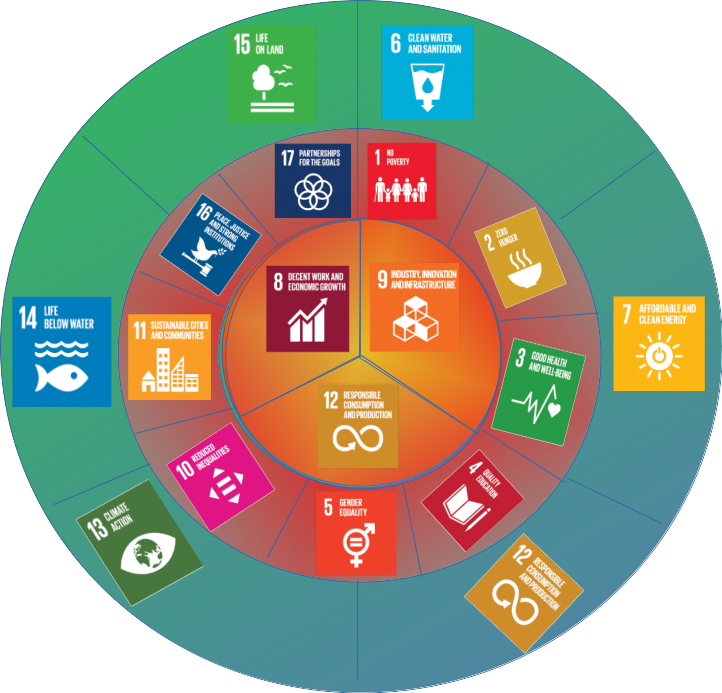 15 LIFE
ON LAND
6 CLEAN WATER
AND SANITATION
17 PARTNERSHIPS
FOR THE GOALS
1 NO
POVERTY
16 PEACE, JUSTICE
AND STRONG
INSTITUTIONS
2 ZERO
HUNGER
8 DECENT WORK AND
ECONOMIC GROWTH
9 INDUSTRY, INNOVATION
AND INFRASTRUCTURE
14 LIFE
BELOW WATER
11 SUSTAINABLE CITIES
AND COMMUNITIES
7 AFFORDABLE AND
CLEAN ENERGY
3 GOOD HEALTH
AND WELL-BEING
12 RESPONSIBLE
CONSUMPTION
AND PRODUCTION
10 REDUCED
INEQUALITIES
4 QUALITY
EDUCATION
13 CLIMATE
ACTION
5 GENDER
EQUALITY
12 RESPONSIBLE
CONSUMPTION
AND PRODUCTION